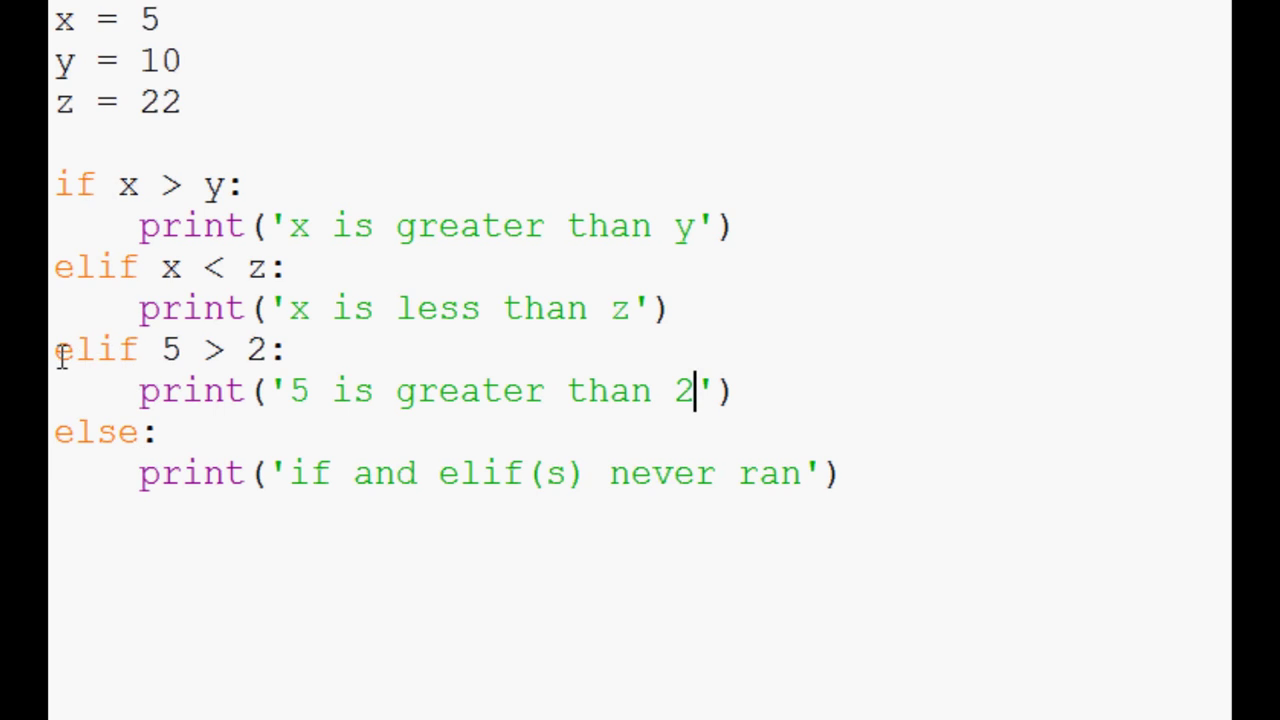 x = 5
y = 10
z = 22
if x > y:
    print('x is greater than y')
elif x < z:
    print('x is less than z')
elif 5 > 2:
    print('5 is greater than 2')
else:
    print('if and elif(s) never ran')